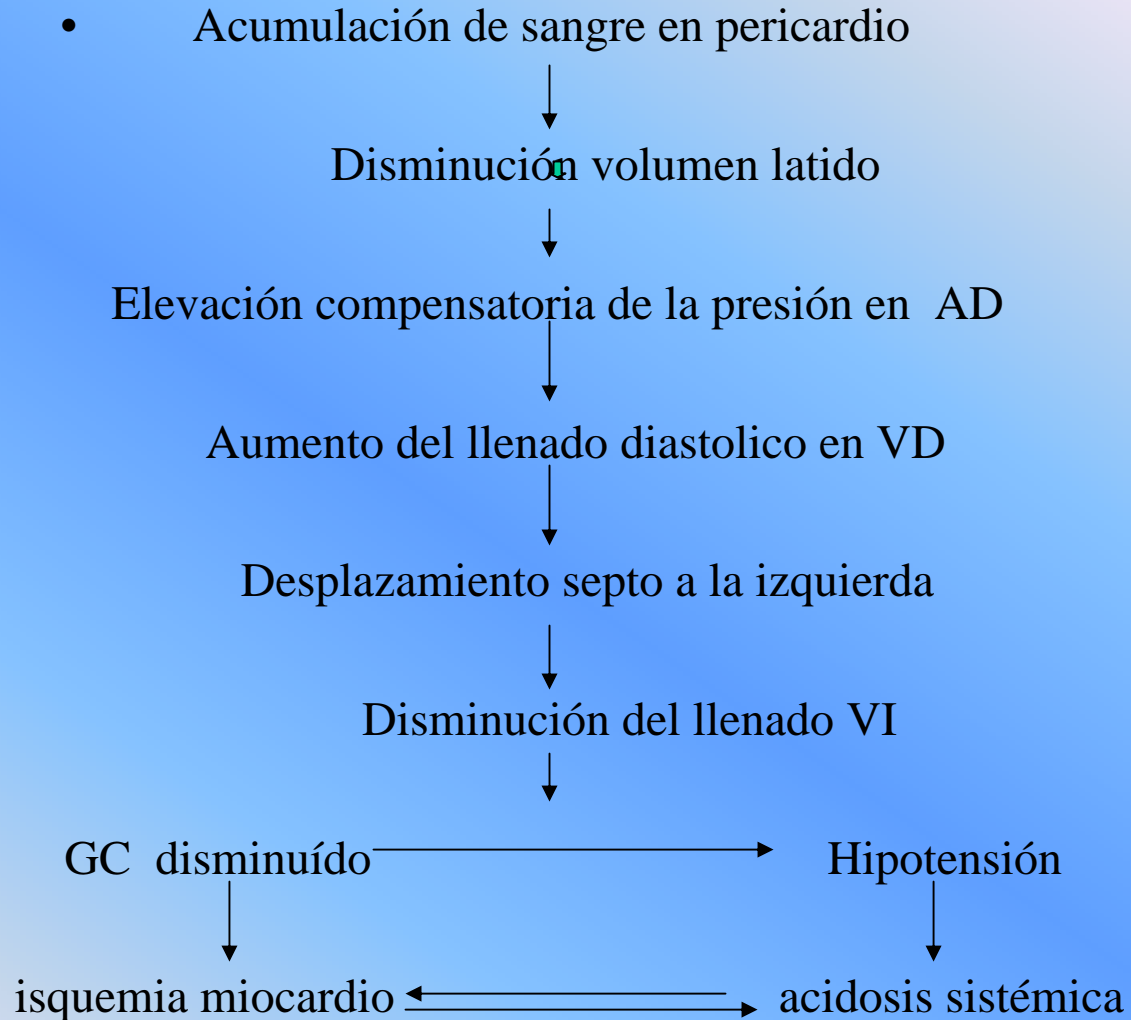 • Acumulación de sangre en pericardio
Disminución volumen latido
Elevación compensatoria de la presión en AD
Aumento del llenado diastolico en VD
Desplazamiento septo a la izquierda
Disminución del llenado VI
GC disminuído Hipotensión
isquemia miocardio acidosis sistémica